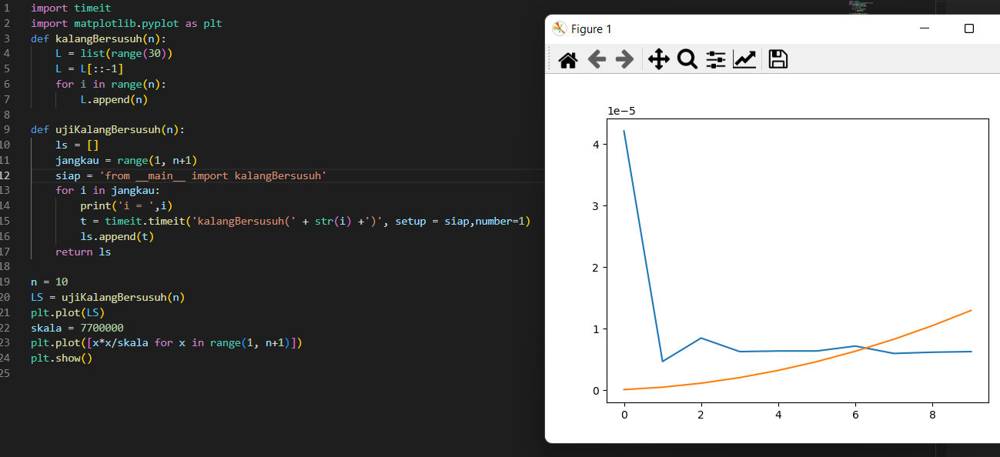 1 import timeit
2 import matplotlib.pyplot as plt
3 def kalangBersusuh(n):
4     L = list(range(30))
5     L = L[::-1]
6     for i in range(n):
7         L.append(n)
8
9 def ujiKalangBersusuh(n):
10     ls = []
11     jangkau = range(1, n+1)
12     siap = 'from __main__ import kalangBersusuh'
13     for i in jangkau:
14         print('i = ',i)
15         t = timeit.timeit('kalangBersusuh(' + str(i) +')', setup = siap,number=1)
16         ls.append(t)
17     return ls
18
19 n = 10
20 LS = ujiKalangBersusuh(n)
21 plt.plot(LS)
22 skala = 7700000
23 plt.plot([x*x/skala for x in range(1, n+1)])
24 plt.show()
25
Figure 1
1e−5
4
3
2
1
0
0 2 4 6 8